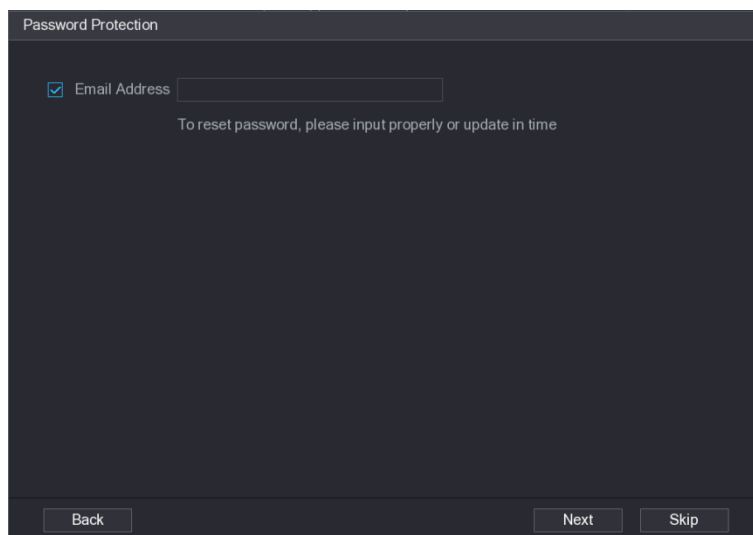 Password Protection
Email Address
To reset password, please input properly or update in time
Back Next Skip